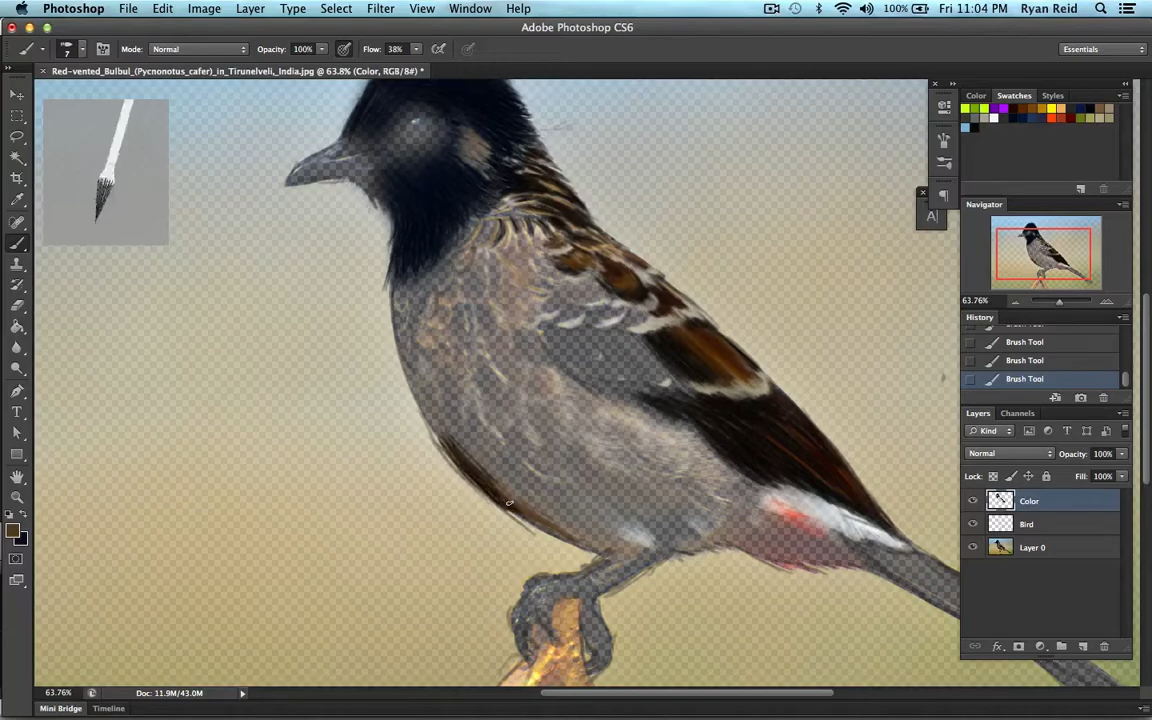 Photoshop File Edit Image Layer Type Select Filter View Window Help 100% Fri 11:04 PM Ryan Reid
Adobe Photoshop CS6
7 Mode: Normal Opacity: 100% Flow: 38% Essentials
Red-vented_Bulbul_(Pycnonotus_cafer)_in_Tirunelveli,_India.jpg @ 63.8% (Color, RGB/8#) *
Color Swatches Styles
A
Navigator
63.76%
History
Brush Tool
Brush Tool
Brush Tool
Brush Tool
Layers Channels
Kind
Normal Opacity: 100%
Lock: Fill: 100%
Color
Bird
Layer 0
63.76% Doc: 11.9M/43.0M
Mini Bridge Timeline